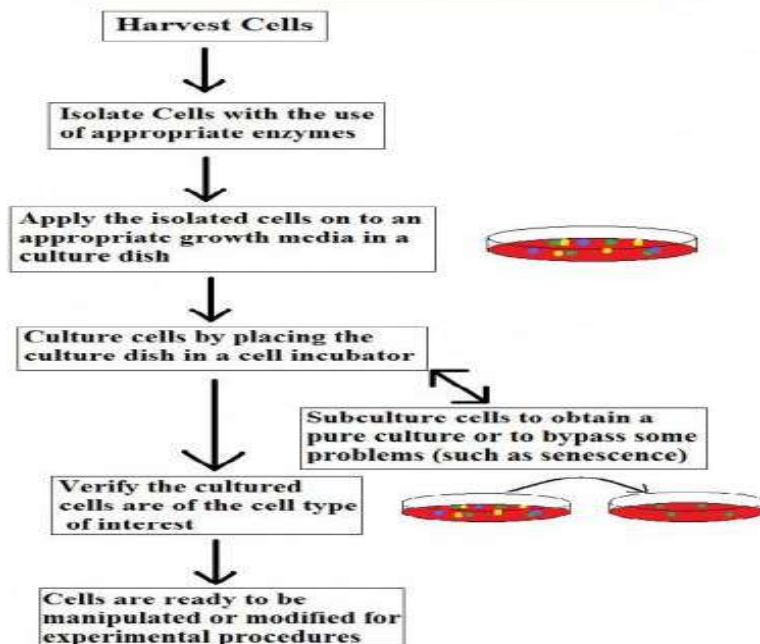 Harvest Cells
Isolate Cells with the use
of appropriate enzymes
Apply the isolated cells on to an
appropriate growth media in a
culture dish
Culture cells by placing the
culture dish in a cell incubator
Subculture cells to obtain a
pure culture or to bypass some
problems (such as senescence)
Verify the cultured
cells are of the cell type
of interest
Cells are ready to be
manipulated or modified for
experimental procedures